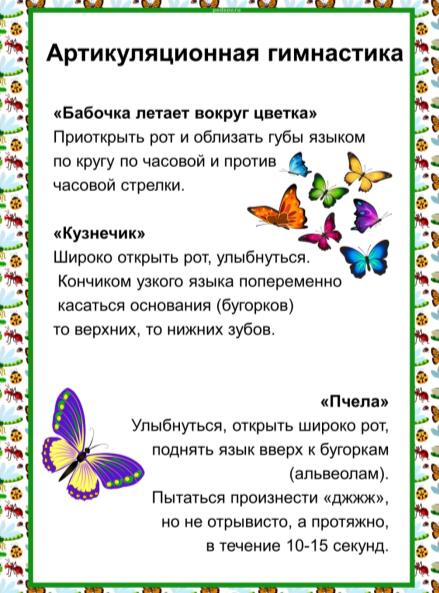 Артикуляционная гимнастика
«Бабочка летает вокруг цветка»
Приоткрыть рот и облизать губы языком
по кругу по часовой и против
часовой стрелки.
«Кузнечик»
Широко открыть рот, улыбнуться.
Кончиком узкого языка попеременно
касаться основания (бугорков)
то верхних, то нижних зубов.
«Пчела»
Улыбнуться, открыть широко рот,
поднять язык вверх к бугоркам
(альвеолам).
Пытаться произнести «джжж»,
но не отрывисто, а протяжно,
в течение 10-15 секунд.